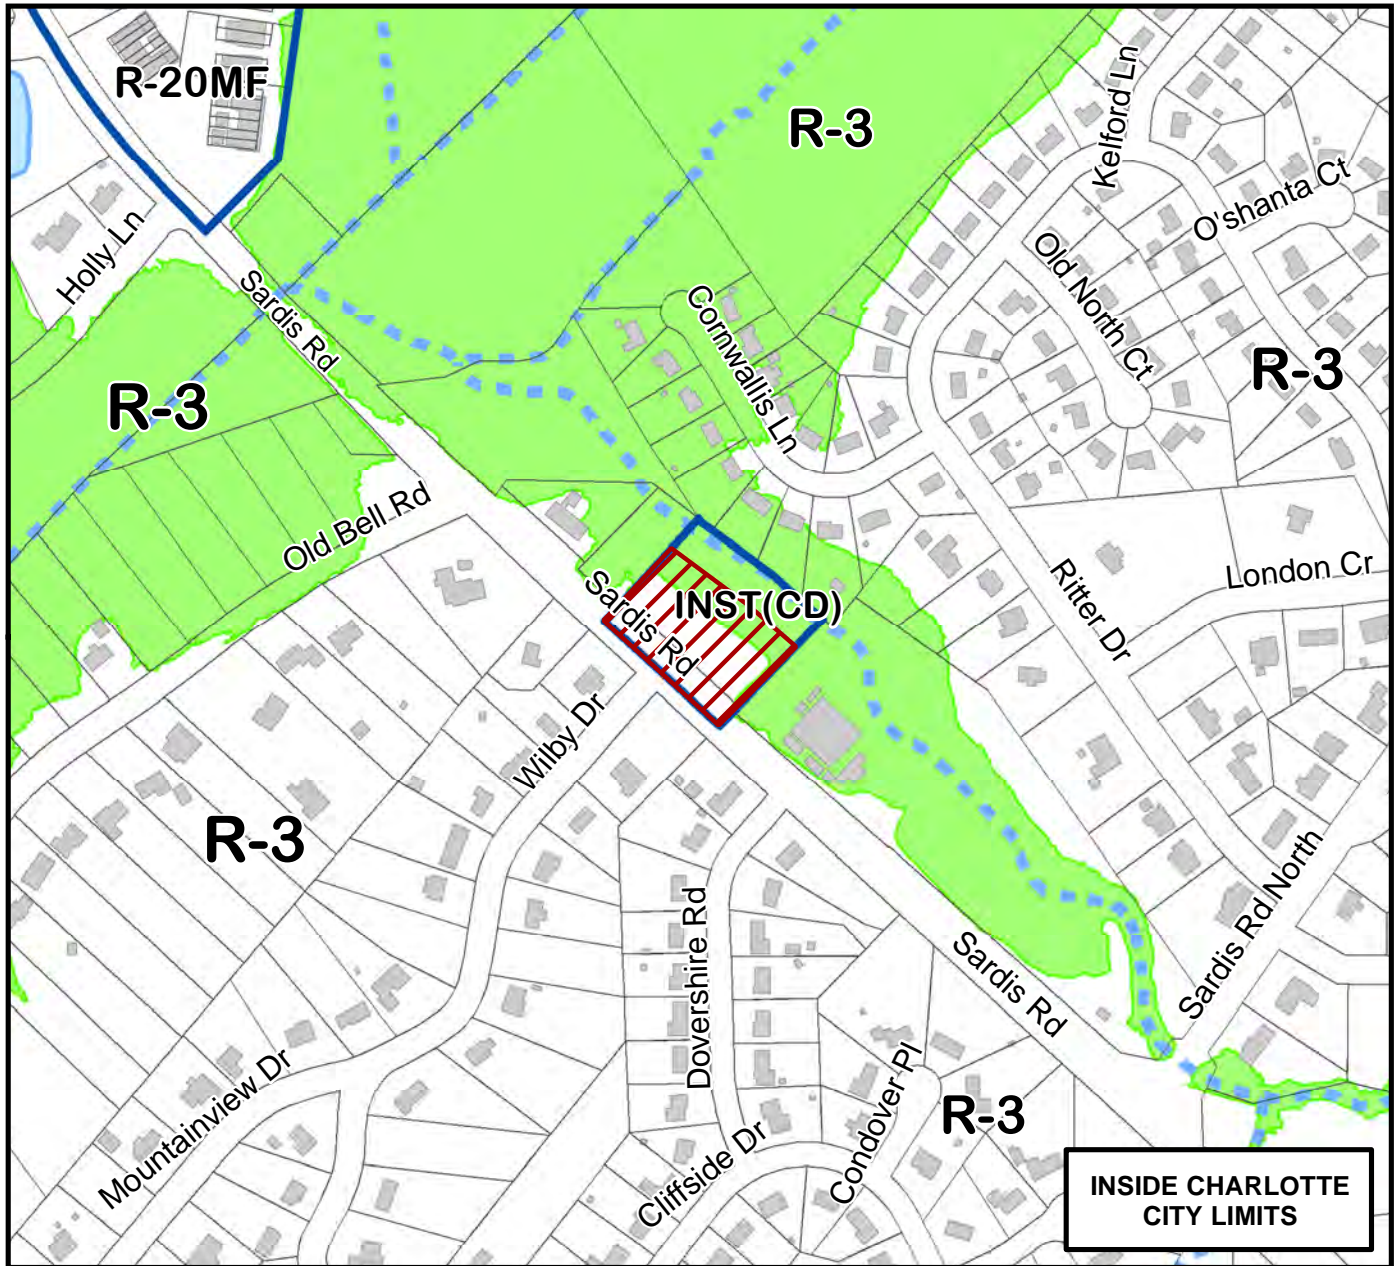 R-20MF
R-3
Kelford Ln
O'shanta Ct
Holly Ln
Old North Ct
Sardis Rd
Cornwallis Ln
R-3
R-3
Old Bell Rd
London Cr
Ritter Dr
INST(CD)
Sardis Rd
Wilby Dr
R-3
Sardis Rd North
Dovershire Rd
Sardis Rd
Mountainview Dr
Condover Pl
R-3
Cliffside Dr
INSIDE CHARLOTTE
CITY LIMITS